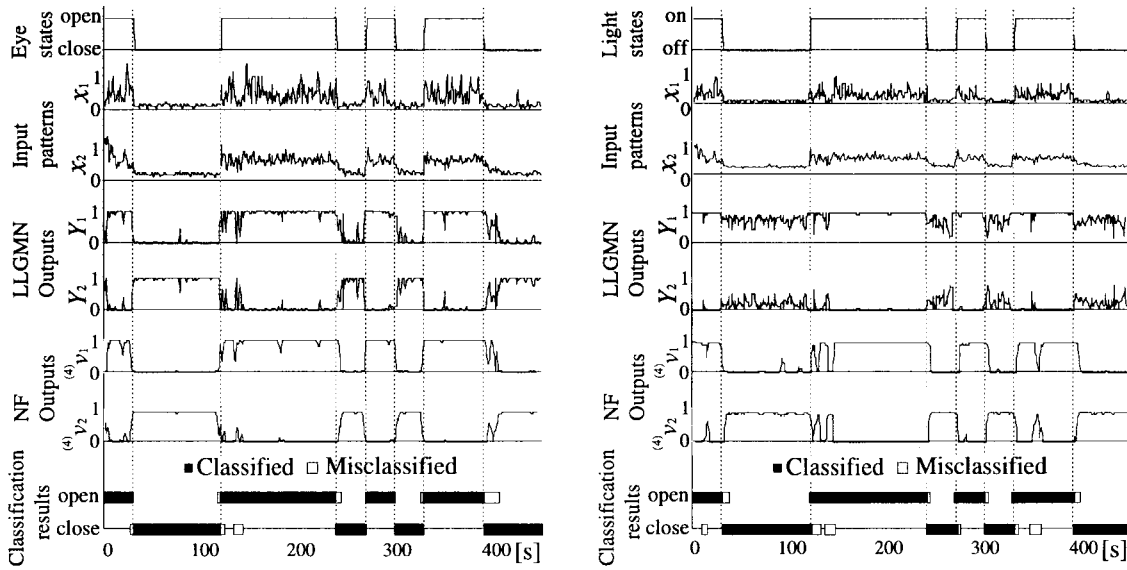 Eye states
open
close
Input patterns
x1
1
0
x2
1
0
LLGMN Outputs
Y1
1
0
Y2
1
0
NF Outputs
(4)v1
1
0
(4)v2
1
0
Classified Misclassified
Classification results
open
close
0 100 200 300 400 [s]
Light states
on
off
Input patterns
x1
1
0
x2
1
0
LLGMN Outputs
Y1
1
0
Y2
1
0
NF Outputs
(4)v1
1
0
(4)v2
1
0
Classified Misclassified
Classification results
open
close
0 100 200 300 400 [s]